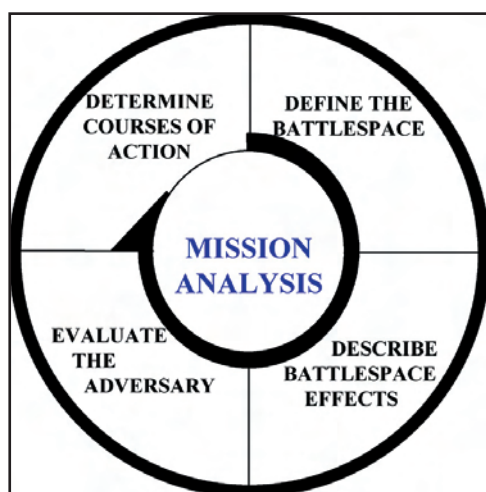 DETERMINE
COURSES OF
ACTION
DEFINE THE
BATTLESPACE
MISSION
ANALYSIS
EVALUATE
THE
ADVERSARY
DESCRIBE
BATTLESPACE
EFFECTS